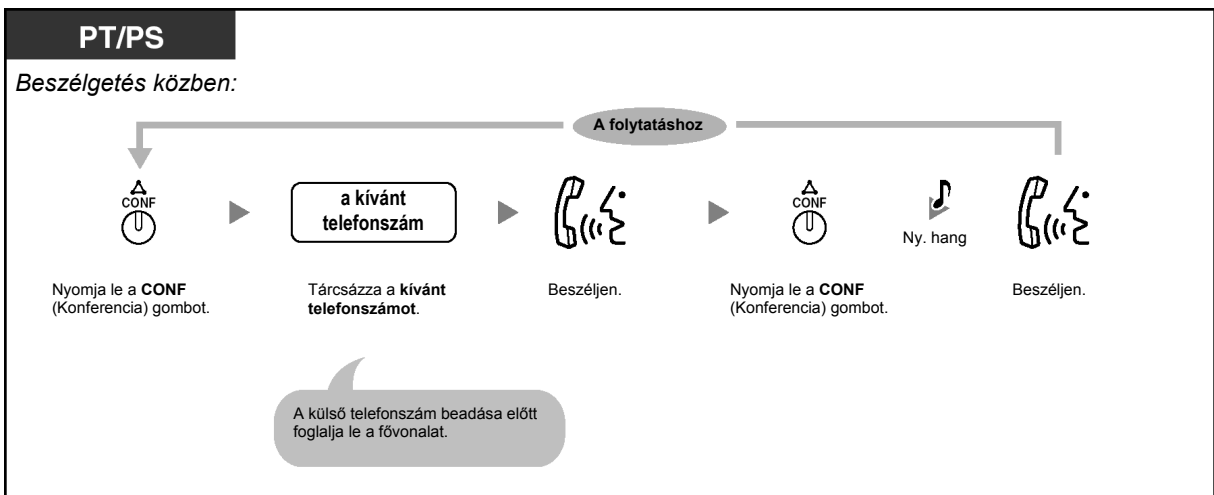 PT/PS
Beszélgetés közben:
A folytatáshoz
CONF
a kívánt
telefonszám
CONF
Ny. hang
Nyomja le a CONF
(Konferencia) gombot.
Tárcsázza a kívánt
telefonszámot.
Beszéljen.
Nyomja le a CONF
(Konferencia) gombot.
Beszéljen.
A külső telefonszám beadása előtt
foglalja le a fővonalat.